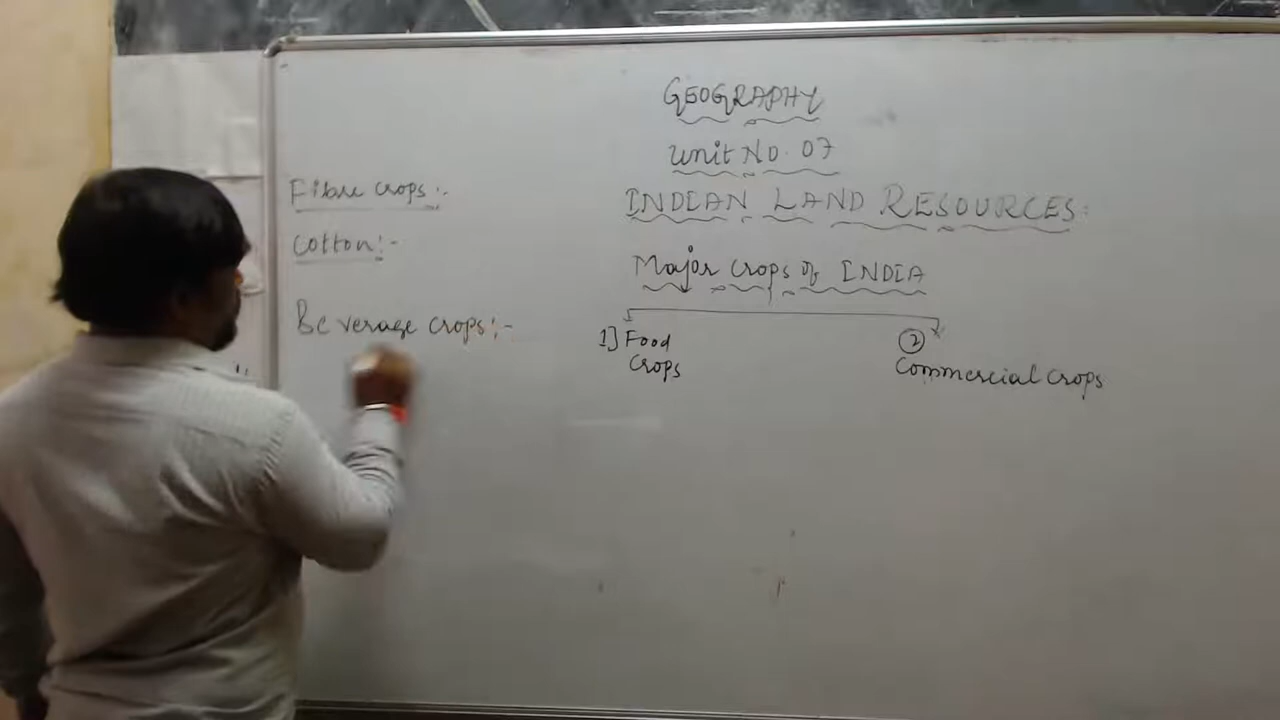 GEOGRAPHY
Unit No. 07
INDIAN LAND RESOURCES:
Major crops of INDIA
1] Food
Crops
②
Commercial Crops
Fibre crops:-
Cotton:-
Beverage crops:-